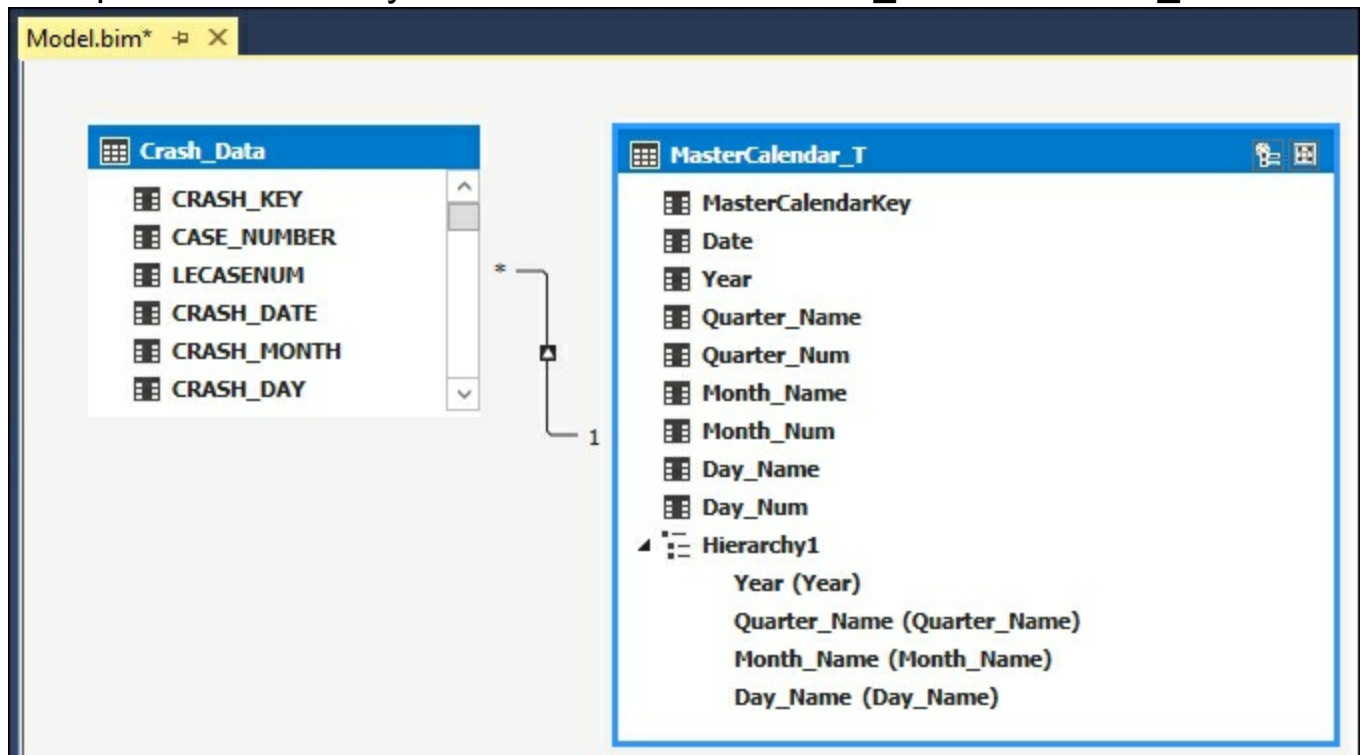 Model.bim*
Crash_Data
CRASH_KEY
CASE_NUMBER
LECASENUM
CRASH_DATE
CRASH_MONTH
CRASH_DAY
*
1
MasterCalendar_T
MasterCalendarKey
Date
Year
Quarter_Name
Quarter_Num
Month_Name
Month_Num
Day_Name
Day_Num
Hierarchy1
Year (Year)
Quarter_Name (Quarter_Name)
Month_Name (Month_Name)
Day_Name (Day_Name)